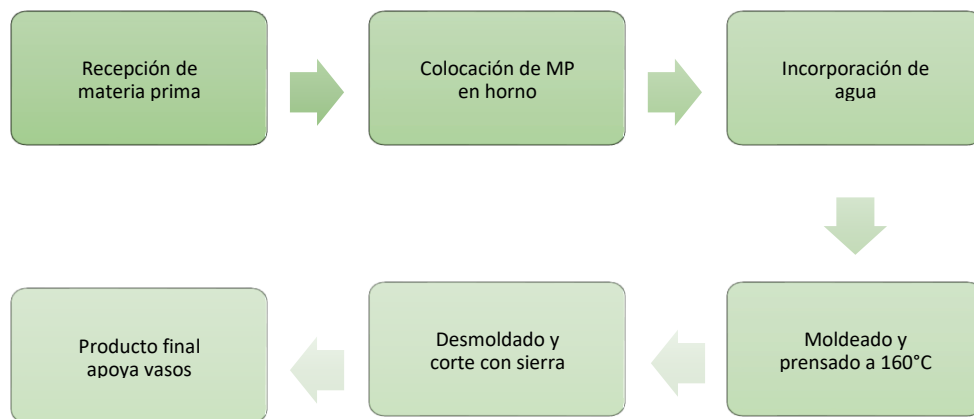 Recepción de
materia prima
Colocación de MP
en horno
Incorporación de
agua
Moldeado y
prensado a 160°C
Desmoldado y
corte con sierra
Producto final
apoya vasos